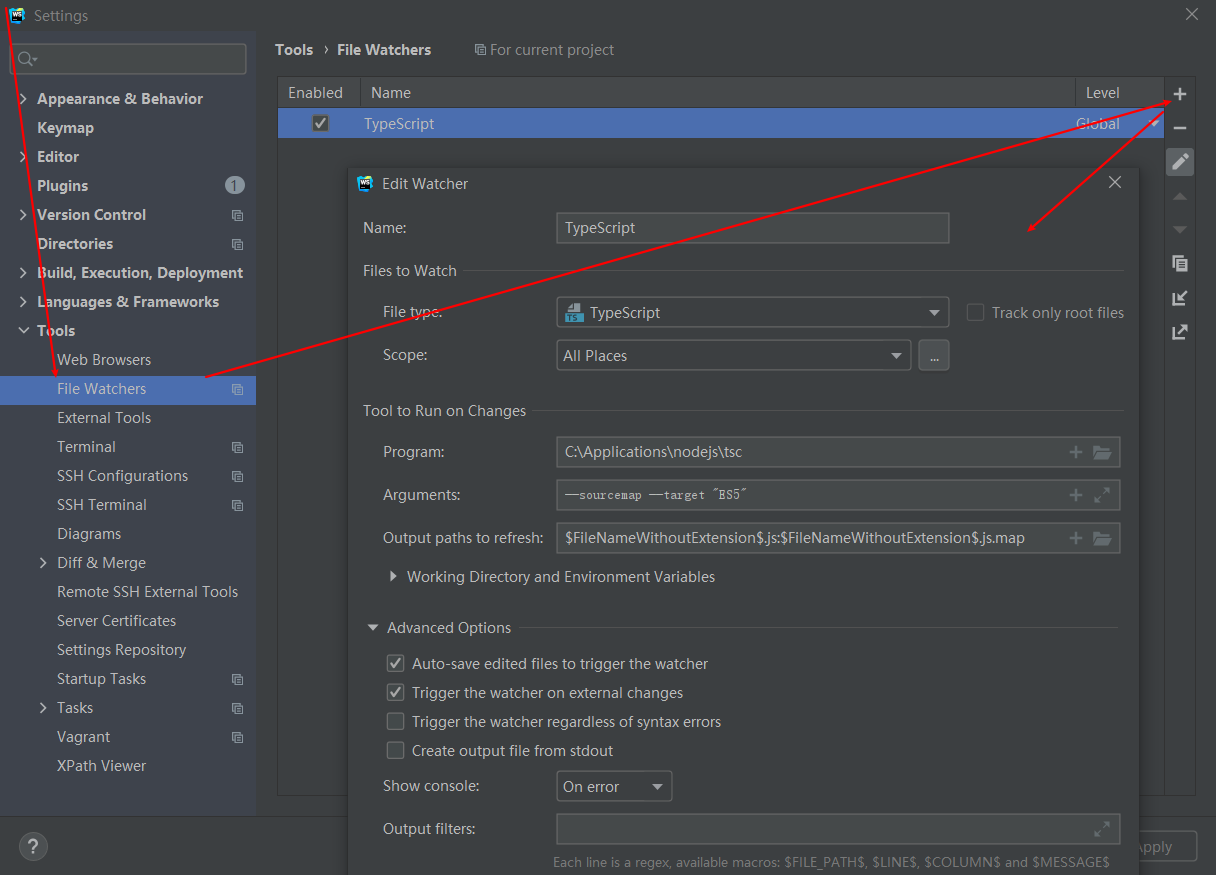 Settings
Tools › File Watchers
For current project
Appearance & Behavior
Keymap
Editor
Plugins
1
Version Control
Directories
Build, Execution, Deployment
Languages & Frameworks
Tools
Web Browsers
File Watchers
External Tools
Terminal
SSH Configurations
SSH Terminal
Diagrams
Diff & Merge
Remote SSH External Tools
Server Certificates
Settings Repository
Startup Tasks
Tasks
Vagrant
XPath Viewer
?
Enabled Name Level
TypeScript Global
WS Edit Watcher
Name: TypeScript
Files to Watch
File type: TS TypeScript Track only root files
Scope: All Places ...
Tool to Run on Changes
Program: C:\Applications\nodejs\tsc
Arguments: --sourcemap --target "ES5"
Output paths to refresh: $FileNameWithoutExtension$.js:$FileNameWithoutExtension$.js.map
Working Directory and Environment Variables
Advanced Options
Auto-save edited files to trigger the watcher
Trigger the watcher on external changes
Trigger the watcher regardless of syntax errors
Create output file from stdout
Show console: On error
Output filters:
Each line is a regex, available macros: $FILE_PATH$, $LINE$, $COLUMN$ and $MESSAGE$